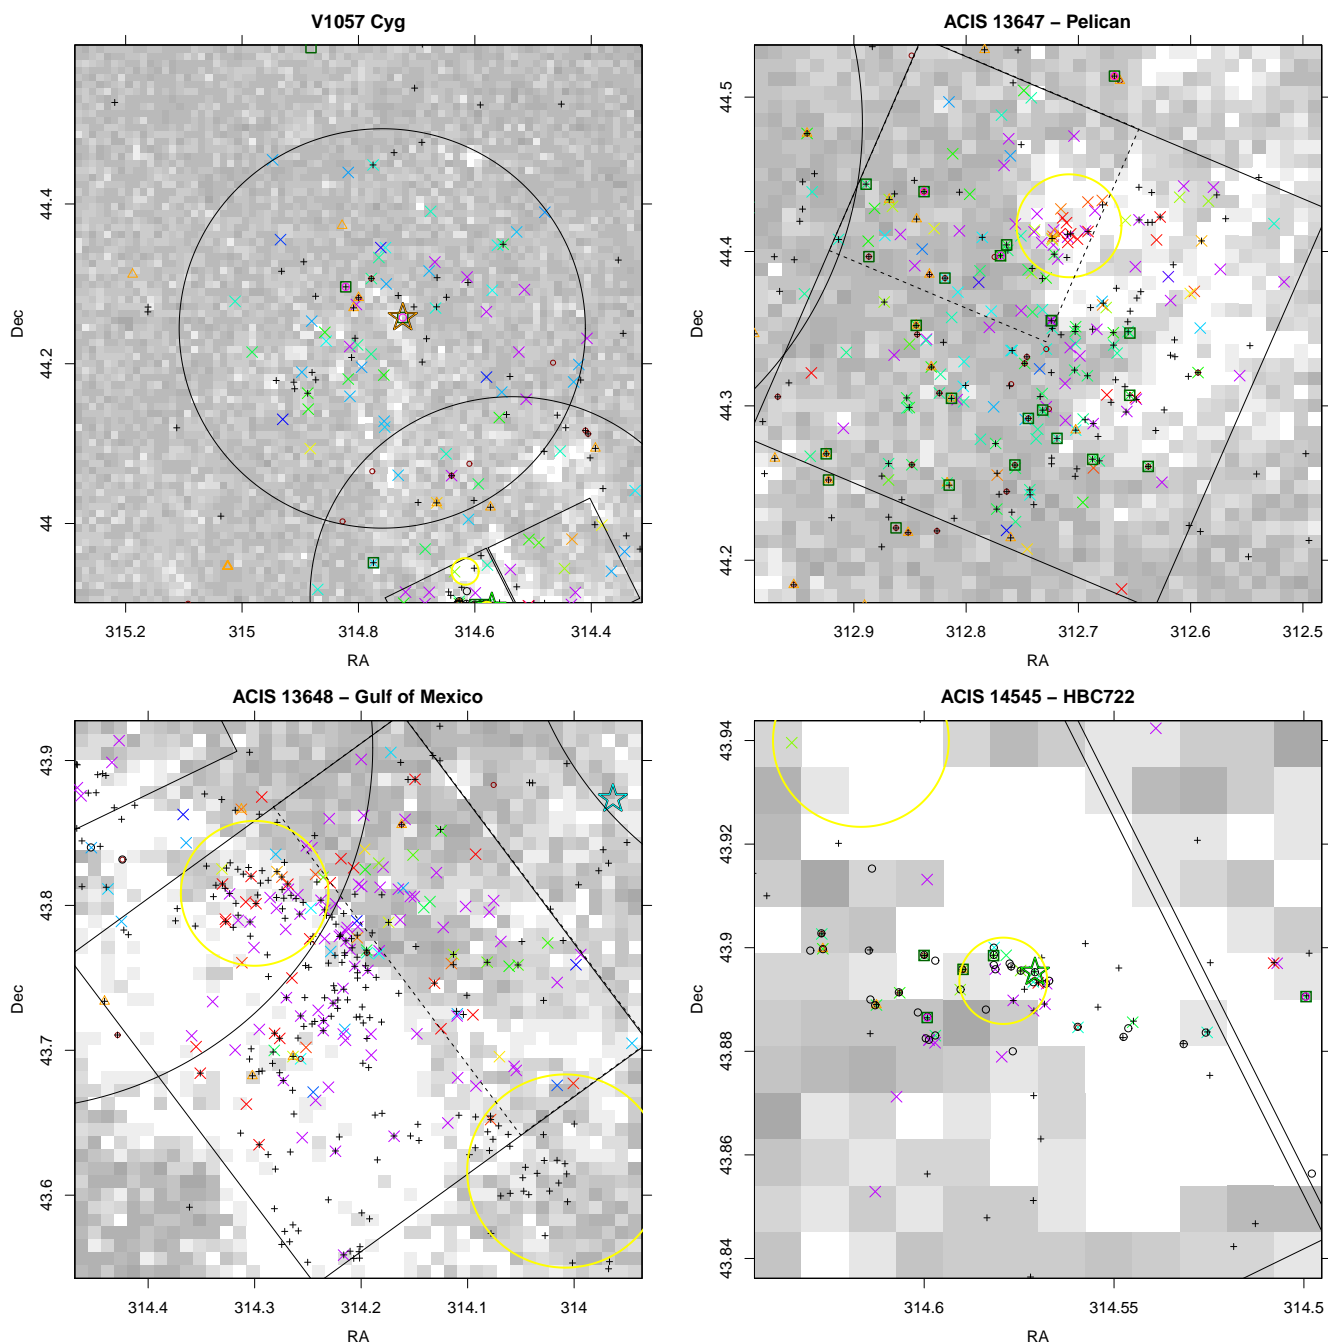 V1057 Cyg
ACIS 13647 – Pelican
Dec
44
44.2
44.4
315.2
315
314.8
314.6
314.4
RA
Dec
44.2
44.3
44.4
44.5
312.9
312.8
312.7
312.6
312.5
RA
ACIS 13648 – Gulf of Mexico
ACIS 14545 – HBC722
Dec
43.6
43.7
43.8
43.9
314.4
314.3
314.2
314.1
314
RA
Dec
43.84
43.86
43.88
43.9
43.92
43.94
314.6
314.55
314.5
RA